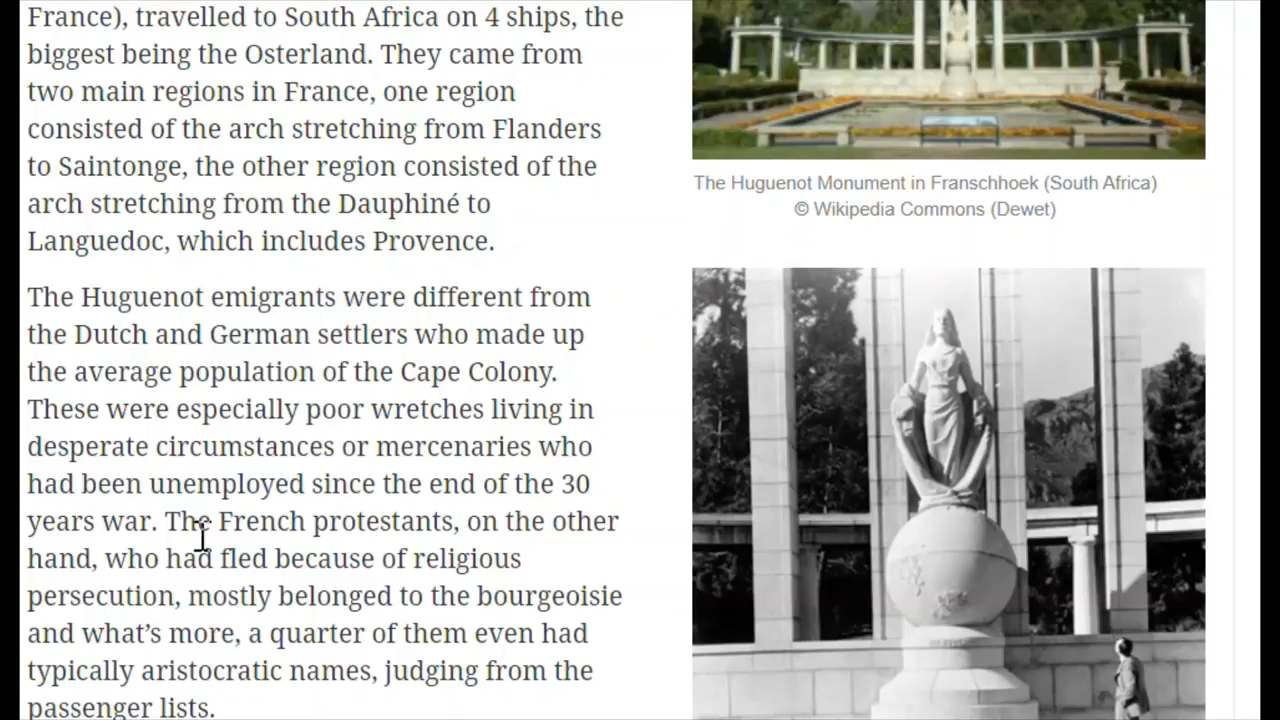 France), travelled to South Africa on 4 ships, the
biggest being the Osterland. They came from
two main regions in France, one region
consisted of the arch stretching from Flanders
to Saintonge, the other region consisted of the
arch stretching from the Dauphiné to
Languedoc, which includes Provence.
The Huguenot emigrants were different from
the Dutch and German settlers who made up
the average population of the Cape Colony.
These were especially poor wretches living in
desperate circumstances or mercenaries who
had been unemployed since the end of the 30
years war. The French protestants, on the other
hand, who had fled because of religious
persecution, mostly belonged to the bourgeoisie
and what’s more, a quarter of them even had
typically aristocratic names, judging from the
passenger lists.
The Huguenot Monument in Franschhoek (South Africa)
© Wikipedia Commons (Dewet)